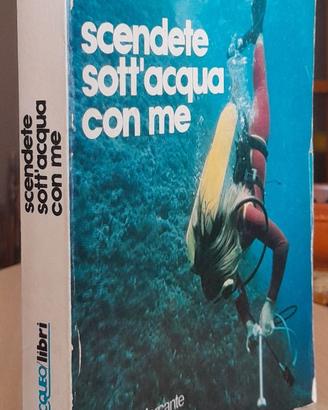 scendete
sott'acqua
con me
scendete
sott'acqua
con me
libri